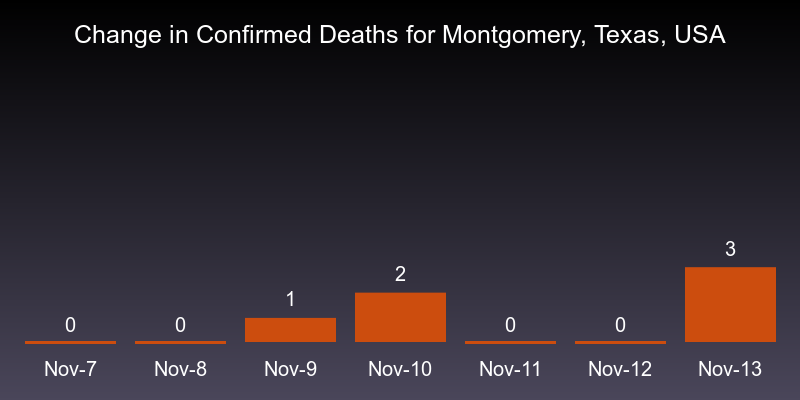 Change in Confirmed Deaths for Montgomery, Texas, USA
0 0 1 2 0 0 3
Nov-7 Nov-8 Nov-9 Nov-10 Nov-11 Nov-12 Nov-13